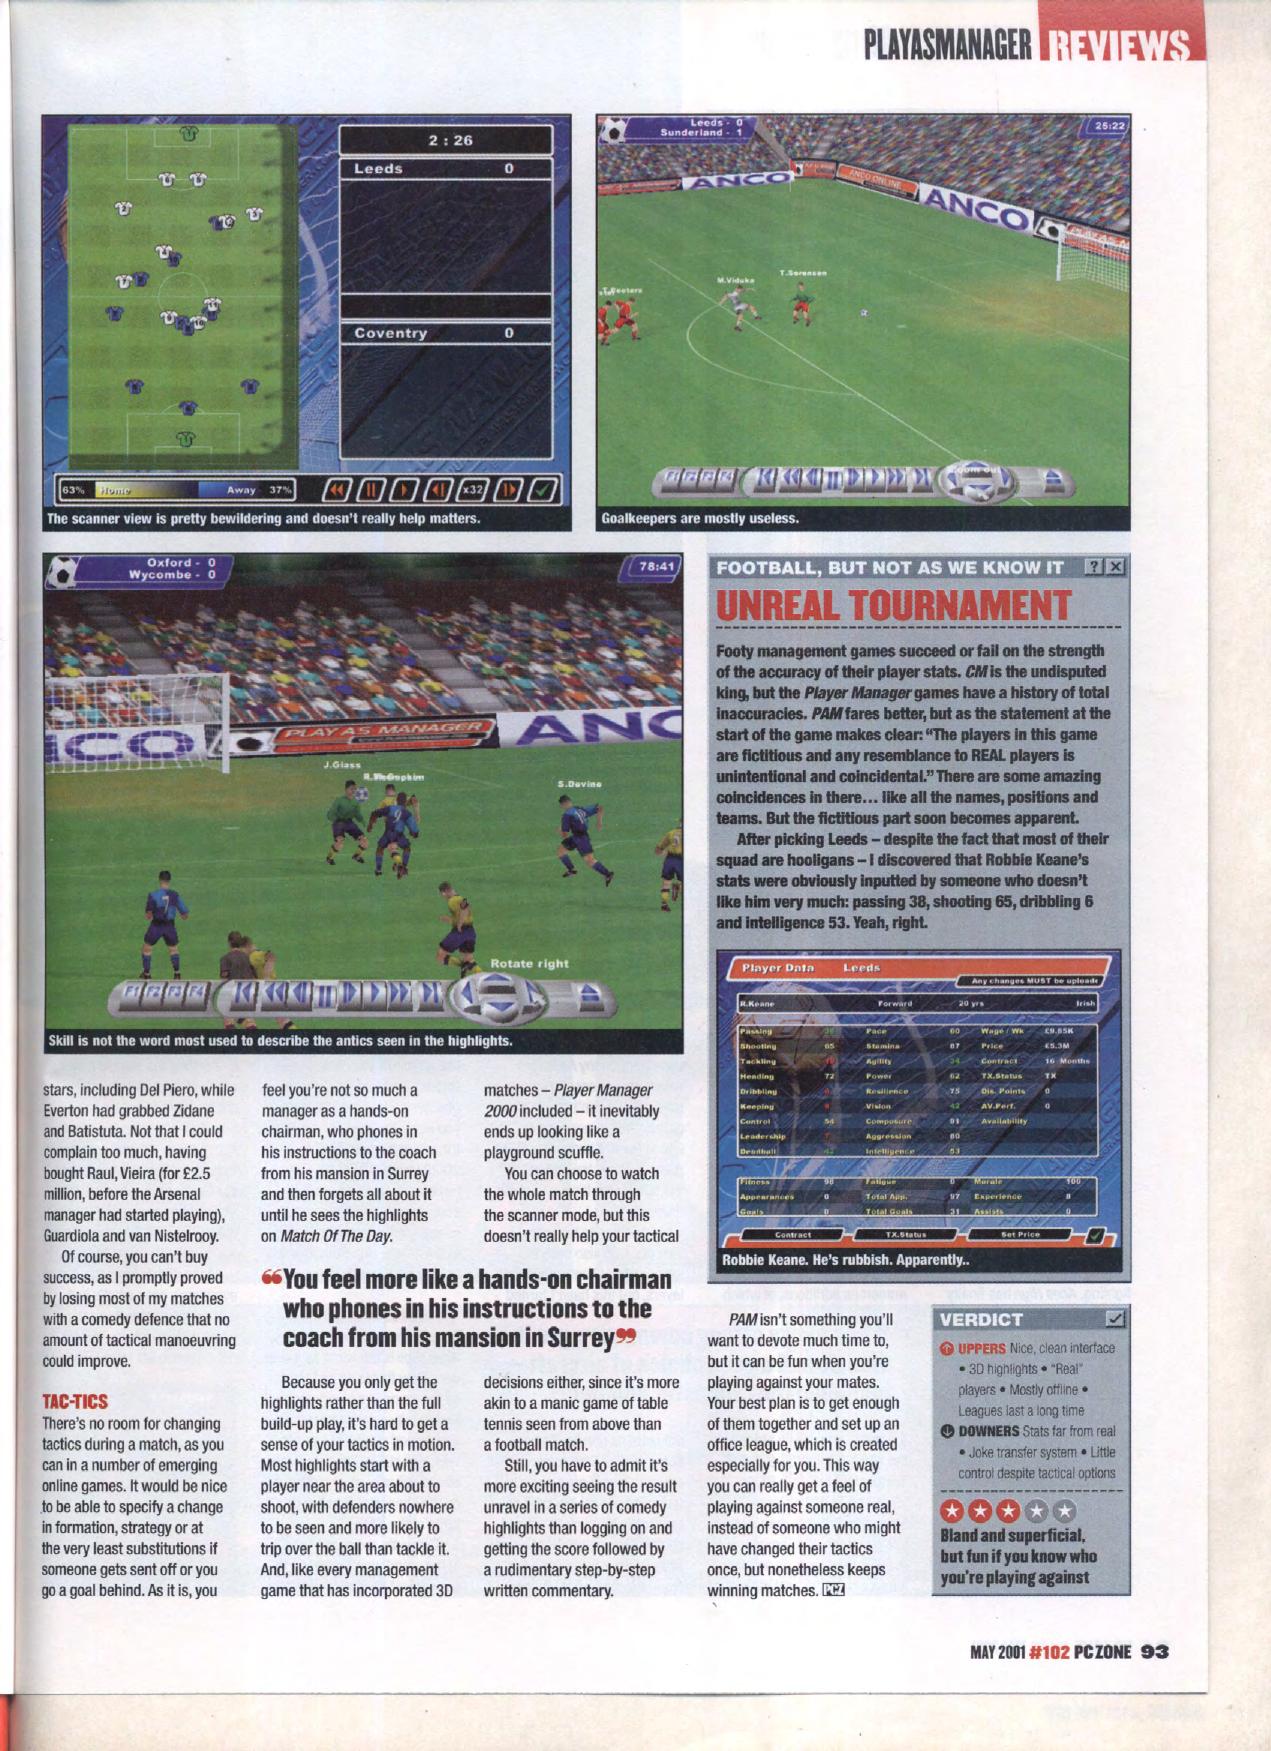 PLAYASMANAGER REVIEWS
2 : 26
Leeds 0
Coventry 0
63% Home Away 37%
x32
The scanner view is pretty bewildering and doesn't really help matters.
Leeds - 0
Sunderland - 1
25:22
ANCO
ANCO ONLINE
ANCO
M.Viduka
T.Sorensen
F1 F2 F3 F4
Goalkeepers are mostly useless.
Oxford - 0
Wycombe - 0
78:41
PLAY AS MANAGER
ANCO
J.Glass
S.Devine
9
7
Rotate right
F1 F2 F3 F4
Skill is not the word most used to describe the antics seen in the highlights.
FOOTBALL, BUT NOT AS WE KNOW IT
UNREAL TOURNAMENT
Footy management games succeed or fail on the strength
of the accuracy of their player stats. CM is the undisputed
king, but the Player Manager games have a history of total
inaccuracies. PAM fares better, but as the statement at the
start of the game makes clear: “The players in this game
are fictitious and any resemblance to REAL players is
unintentional and coincidental.” There are some amazing
coincidences in there... like all the names, positions and
teams. But the fictitious part soon becomes apparent.
After picking Leeds – despite the fact that most of their
squad are hooligans – I discovered that Robbie Keane's
stats were obviously inputted by someone who doesn't
like him very much: passing 38, shooting 65, dribbling 6
and intelligence 53. Yeah, right.
Player Data Leeds
Any changes MUST be uploade
R.Keane Forward 20 yrs Irish
Passing 38 Pace 60 Wage / Wk £9.85K
Shooting 65 Stamina 87 Price £5.3M
Tackling Agility Contract 16 Months
Heading 72 Power 62 TX.Status TX
Dribbling Resilience 75 Dis. Points 0
Keeping Vision 42 AV.Perf. 0
Control 54 Composure 91 Availability
Leadership Aggression 80
Deadball Intelligence 53
Fitness 98 Fatigue 0 Morale 100
Appearances 0 Total App. 97 Experience 8
Goals 0 Total Goals 31 Assists 0
Contract TX.Status Set Price
Robbie Keane. He's rubbish. Apparently..
stars, including Del Piero, while
Everton had grabbed Zidane
and Batistuta. Not that I could
complain too much, having
bought Raul, Vieira (for £2.5
million, before the Arsenal
manager had started playing),
Guardiola and van Nistelrooy.
Of course, you can't buy
success, as I promptly proved
by losing most of my matches
with a comedy defence that no
amount of tactical manoeuvring
could improve.
TAC-TICS
There's no room for changing
tactics during a match, as you
can in a number of emerging
online games. It would be nice
to be able to specify a change
in formation, strategy or at
the very least substitutions if
someone gets sent off or you
go a goal behind. As it is, you
feel you're not so much a
manager as a hands-on
chairman, who phones in
his instructions to the coach
from his mansion in Surrey
and then forgets all about it
until he sees the highlights
on Match Of The Day.
“You feel more like a hands-on chairman
who phones in his instructions to the
coach from his mansion in Surrey”
Because you only get the
highlights rather than the full
build-up play, it's hard to get a
sense of your tactics in motion.
Most highlights start with a
player near the area about to
shoot, with defenders nowhere
to be seen and more likely to
trip over the ball than tackle it.
And, like every management
game that has incorporated 3D
matches – Player Manager
2000 included – it inevitably
ends up looking like a
playground scuffle.
You can choose to watch
the whole match through
the scanner mode, but this
doesn't really help your tactical
decisions either, since it's more
akin to a manic game of table
tennis seen from above than
a football match.
Still, you have to admit it's
more exciting seeing the result
unravel in a series of comedy
highlights than logging on and
getting the score followed by
a rudimentary step-by-step
written commentary.
PAM isn't something you'll
want to devote much time to,
but it can be fun when you're
playing against your mates.
Your best plan is to get enough
of them together and set up an
office league, which is created
especially for you. This way
you can really get a feel of
playing against someone real,
instead of someone who might
have changed their tactics
once, but nonetheless keeps
winning matches. PCZ
VERDICT
UPPERS Nice, clean interface
• 3D highlights • “Real”
players • Mostly offline •
Leagues last a long time
DOWNERS Stats far from real
• Joke transfer system • Little
control despite tactical options
Bland and superficial,
but fun if you know who
you're playing against
MAY 2001 #102 PCZONE 93